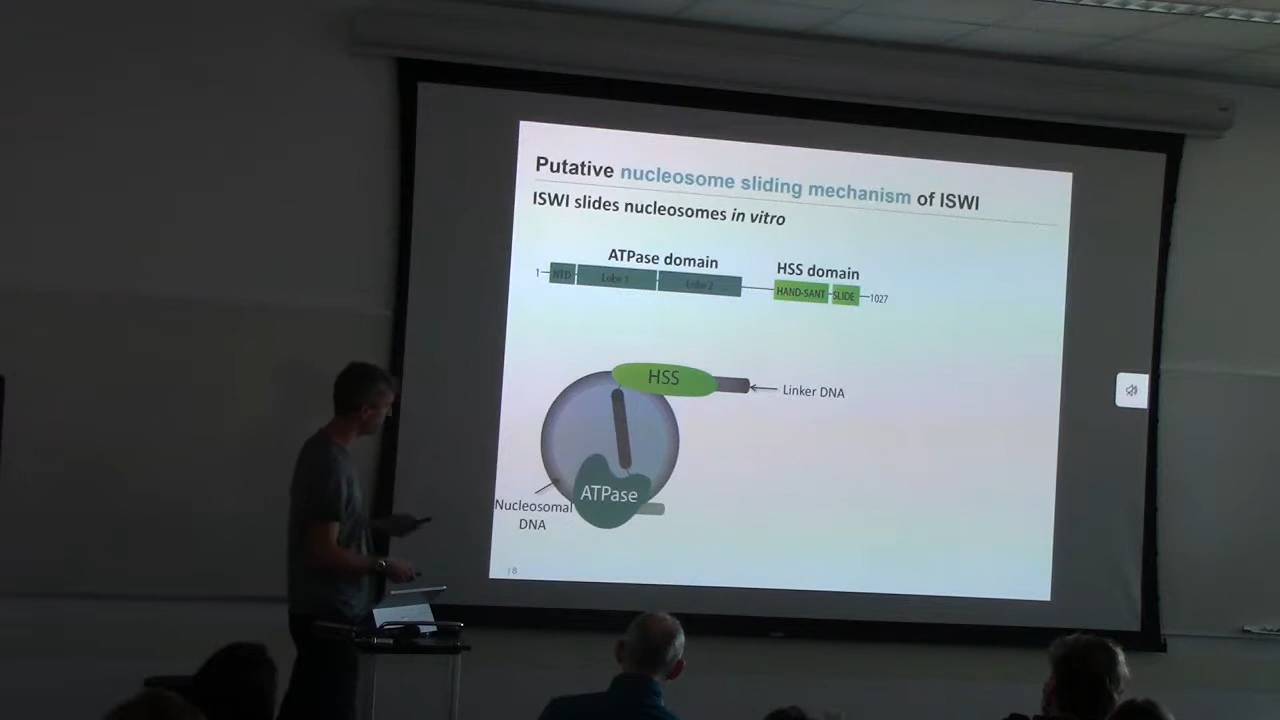 Putative nucleosome sliding mechanism of ISWI
ISWI slides nucleosomes in vitro
ATPase domain
HSS domain
1
NTD
Lobe 1
Lobe 2
HAND-SANT
SLIDE
1027
HSS
Linker DNA
ATPase
Nucleosomal
DNA
| 8